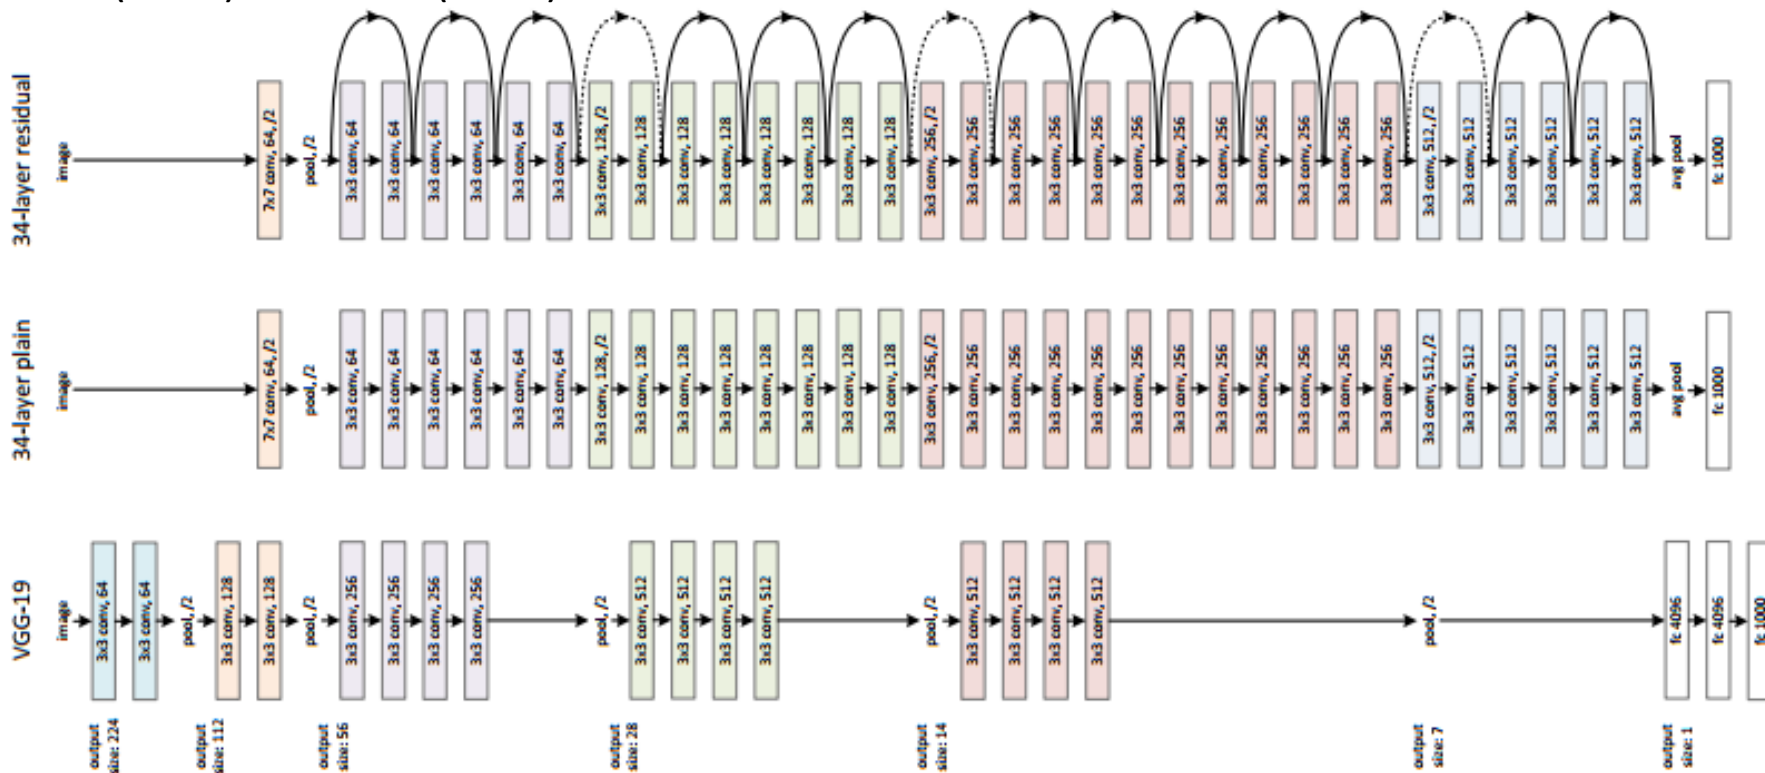 34-layer residual
image
7x7 conv, 64, /2
pool, /2
3x3 conv, 64
3x3 conv, 64
3x3 conv, 64
3x3 conv, 64
3x3 conv, 64
3x3 conv, 64
3x3 conv, 128, /2
3x3 conv, 128
3x3 conv, 128
3x3 conv, 128
3x3 conv, 128
3x3 conv, 128
3x3 conv, 128
3x3 conv, 128
3x3 conv, 256, /2
3x3 conv, 256
3x3 conv, 256
3x3 conv, 256
3x3 conv, 256
3x3 conv, 256
3x3 conv, 256
3x3 conv, 256
3x3 conv, 256
3x3 conv, 256
3x3 conv, 256
3x3 conv, 256
3x3 conv, 512, /2
3x3 conv, 512
3x3 conv, 512
3x3 conv, 512
3x3 conv, 512
3x3 conv, 512
avg pool
fc 1000
34-layer plain
image
7x7 conv, 64, /2
pool, /2
3x3 conv, 64
3x3 conv, 64
3x3 conv, 64
3x3 conv, 64
3x3 conv, 64
3x3 conv, 64
3x3 conv, 128, /2
3x3 conv, 128
3x3 conv, 128
3x3 conv, 128
3x3 conv, 128
3x3 conv, 128
3x3 conv, 128
3x3 conv, 128
3x3 conv, 256, /2
3x3 conv, 256
3x3 conv, 256
3x3 conv, 256
3x3 conv, 256
3x3 conv, 256
3x3 conv, 256
3x3 conv, 256
3x3 conv, 256
3x3 conv, 256
3x3 conv, 256
3x3 conv, 256
3x3 conv, 512, /2
3x3 conv, 512
3x3 conv, 512
3x3 conv, 512
3x3 conv, 512
3x3 conv, 512
avg pool
fc 1000
VGG-19
image
3x3 conv, 64
3x3 conv, 64
pool, /2
3x3 conv, 128
3x3 conv, 128
pool, /2
3x3 conv, 256
3x3 conv, 256
3x3 conv, 256
3x3 conv, 256
pool, /2
3x3 conv, 512
3x3 conv, 512
3x3 conv, 512
3x3 conv, 512
pool, /2
3x3 conv, 512
3x3 conv, 512
3x3 conv, 512
3x3 conv, 512
pool, /2
fc 4096
fc 4096
fc 1000
output
size: 224
output
size: 112
output
size: 56
output
size: 28
output
size: 14
output
size: 7
output
size: 1